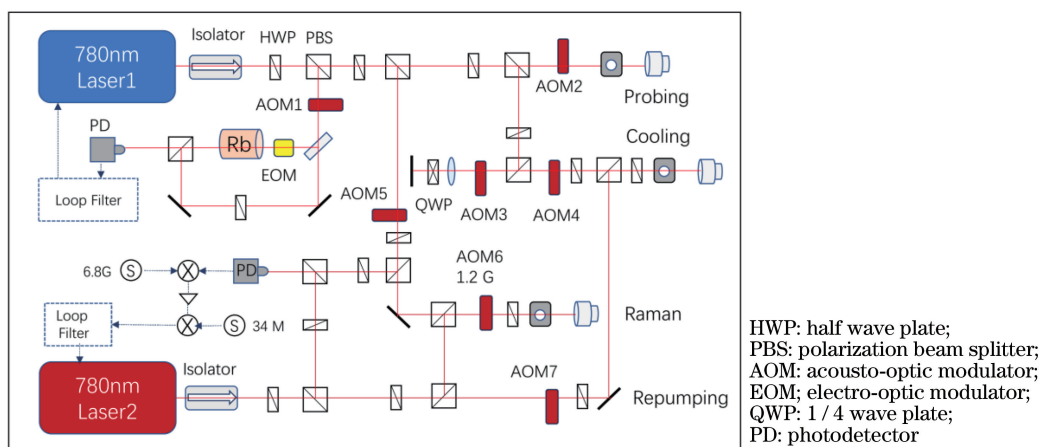 780nm
Laser1
Isolator
HWP
PBS
AOM1
PD
Rb
EOM
Loop Filter
AOM2
Probing
Cooling
QWP
AOM3
AOM4
AOM5
AOM6
1.2 G
6.8G
S
X
PD
X
S
34 M
Loop
Filter
Raman
780nm
Laser2
Isolator
AOM7
Repumping
HWP: half wave plate;
PBS: polarization beam splitter;
AOM: acousto-optic modulator;
EOM; electro-optic modulator;
QWP: 1 / 4 wave plate;
PD: photodetector